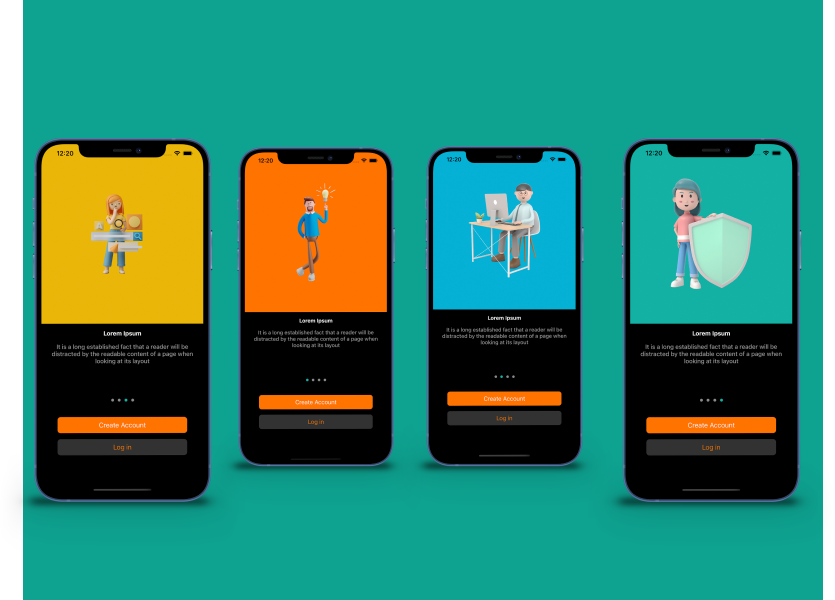 12:20
Lorem Ipsum
It is a long established fact that a reader will be
distracted by the readable content of a page when
looking at its layout
Create Account
Log in
12:20
Lorem Ipsum
It is a long established fact that a reader will be
distracted by the readable content of a page when
looking at its layout
Create Account
Log in
12:20
Lorem Ipsum
It is a long established fact that a reader will be
distracted by the readable content of a page when
looking at its layout
Create Account
Log in
12:20
Lorem Ipsum
It is a long established fact that a reader will be
distracted by the readable content of a page when
looking at its layout
Create Account
Log in